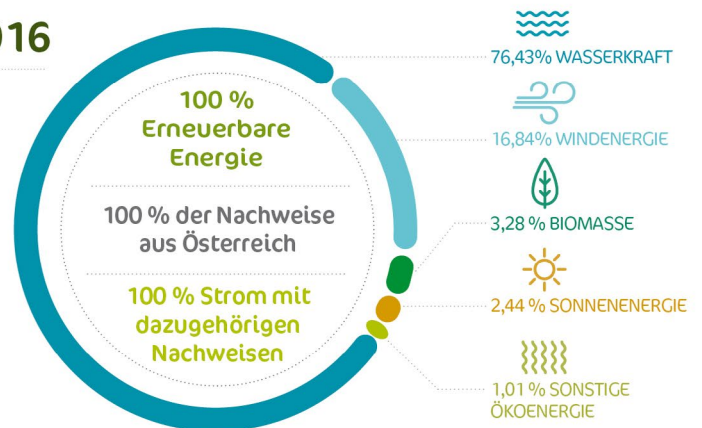 016
100 %
Erneuerbare
Energie
100 % der Nachweise
aus Österreich
100 % Strom mit
dazugehörigen
Nachweisen
76,43% WASSERKRAFT
16,84% WINDENERGIE
3,28 % BIOMASSE
2,44 % SONNENENERGIE
1,01 % SONSTIGE
ÖKOENERGIE